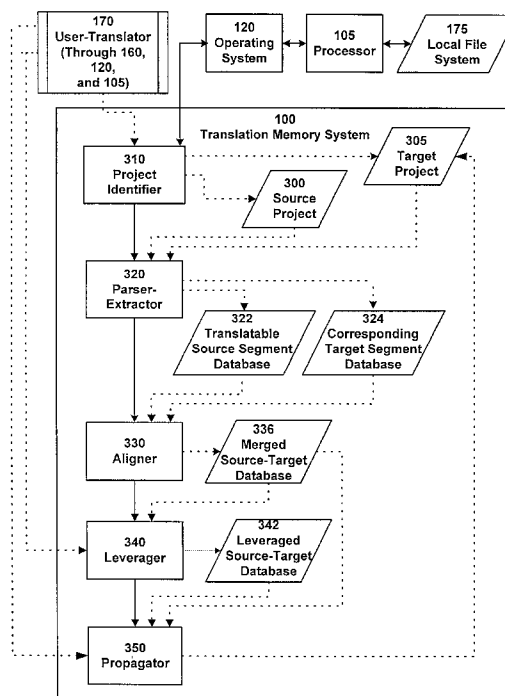 170
User-Translator
(Through 160,
120,
and 105)
120
Operating
System
105
Processor
175
Local File
System
100
Translation Memory System
305
Target
Project
310
Project
Identifier
300
Source
Project
320
Parser-
Extractor
322
Translatable
Source Segment
Database
324
Corresponding
Target Segment
Database
330
Aligner
336
Merged
Source-Target
Database
340
Leverager
342
Leveraged
Source-Target
Database
350
Propagator